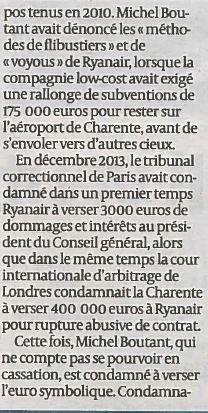 pos tenus en 2010. Michel Bou-
tant avait dénoncé les « métho-
des de flibustiers » et de
« voyous » de Ryanair, lorsque la
compagnie low-cost avait exigé
une rallonge de subventions de
175 000 euros pour rester sur
l'aéroport de Charente, avant de
s'envoler vers d'autres cieux.
En décembre 2013, le tribunal
correctionnel de Paris avait con-
damné dans un premier temps
Ryanair à verser 3000 euros de
dommages et intérêts au prési-
dent du Conseil général, alors
que dans le même temps la cour
internationale d'arbitrage de
Londres condamnait la Charente
à verser 400 000 euros à Ryanair
pour rupture abusive de contrat.
Cette fois, Michel Boutant, qui
ne compte pas se pourvoir en
cassation, est condamné à verser
l'euro symbolique. Condamna-